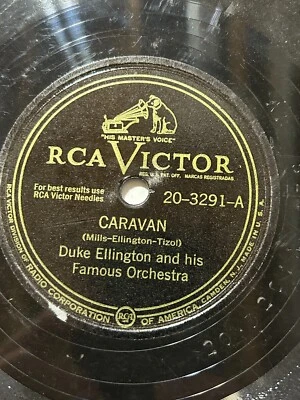 "HIS MASTER'S VOICE"
RCA VICTOR
REG. U.S. PAT. OFF. MARCAS REGISTRADAS
For best results use
RCA Victor Needles
20-3291-A
CARAVAN
(Mills-Ellington-Tizol)
Duke Ellington and his
Famous Orchestra
RCA VICTOR DIVISION OF RADIO CORPORATION OF AMERICA, CAMDEN, N.J. MADE IN U.S.A.
RCA